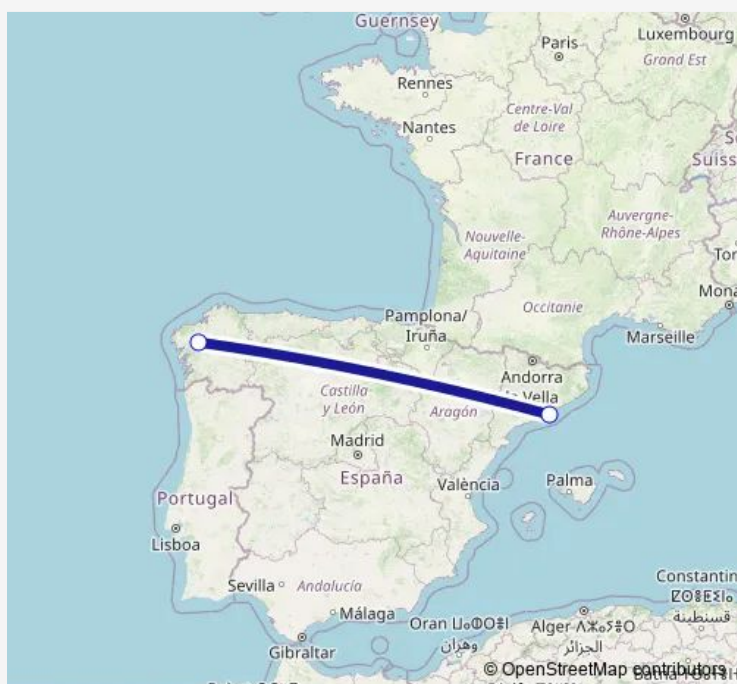 Guernsey
Luxembourg
Paris
Grand Est
Rennes
Centre-Val
de Loire
Nantes
France
Suiss
Auvergne-
Rhône-Alpes
Nouvelle-
Aquitaine
Tor
Mona
Occitanie
Pamplona/
Iruña
Marseille
Andorra
Vella
Castilla
y León
Aragón
Madrid
España
València
Palma
Portugal
Lisboa
Sevilla
Andalucía
Málaga
Gibraltar
Oran
وهران
Alger
الجزائر
Constantin
قسنطينة
© OpenStreetMap contributors